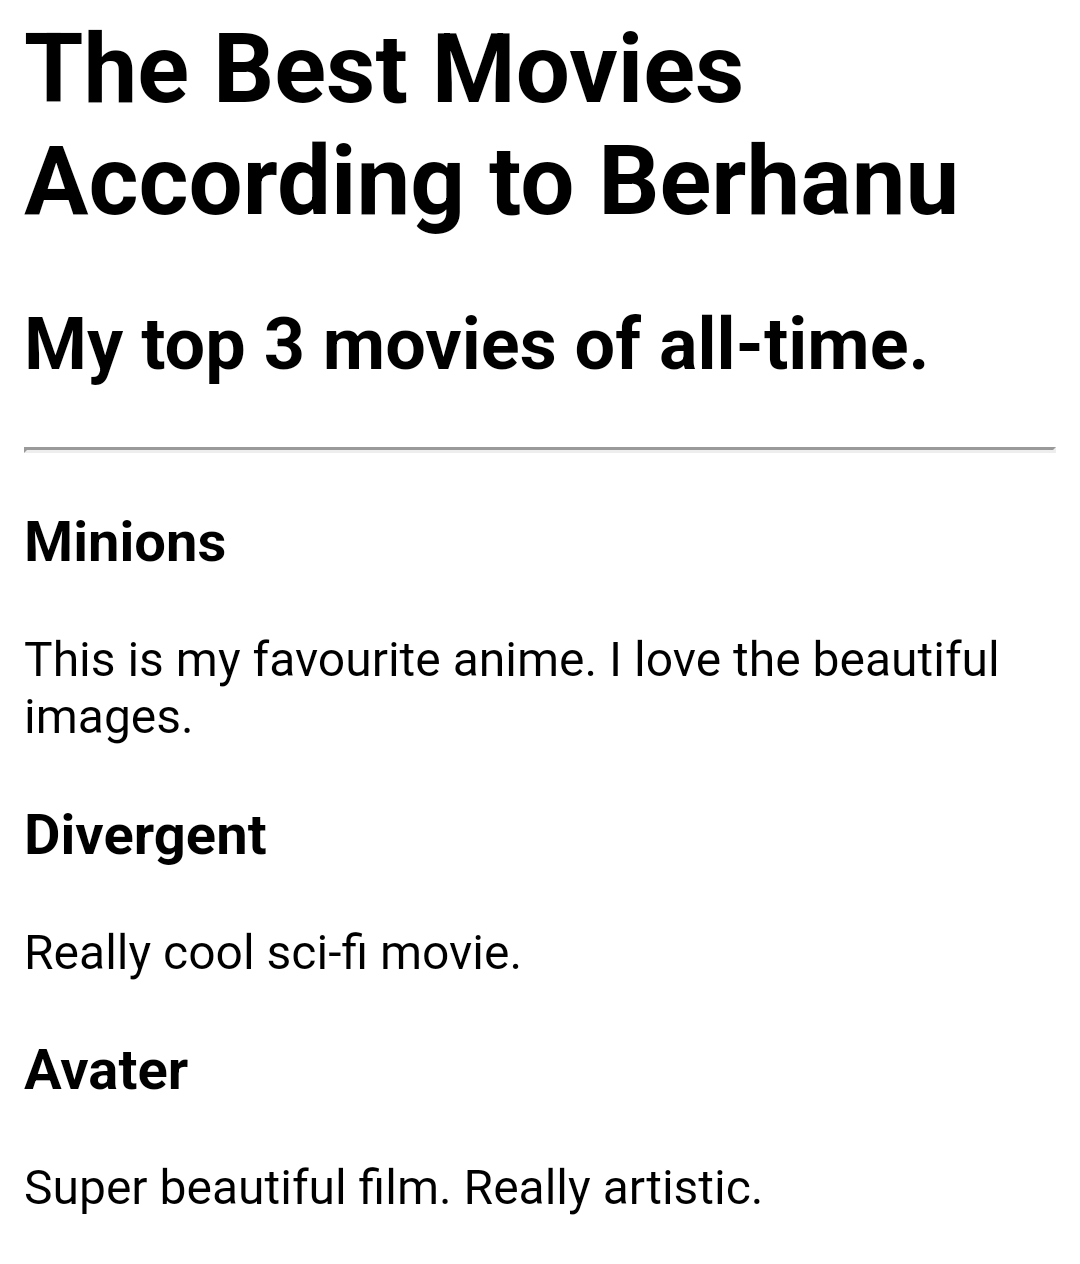 The Best Movies
According to Berhanu
My top 3 movies of all-time.
Minions
This is my favourite anime. I love the beautiful
images.
Divergent
Really cool sci-fi movie.
Avater
Super beautiful film. Really artistic.